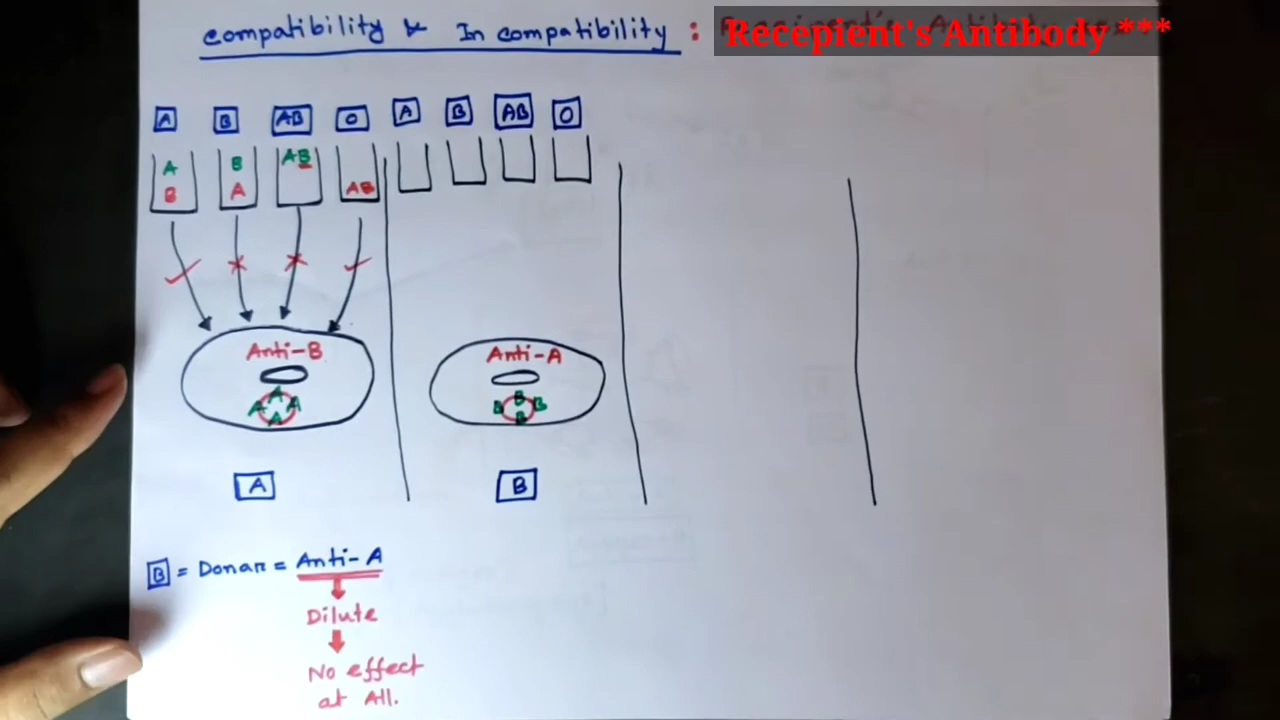 compatibility & In compatibility :
Recepient's Antibody ***
A B AB O A B AB O
A B AB
B A AB
Anti-B Anti-A
A B
A A B B
A B
A B
B = Donar = Anti-A
Dilute
No effect
at All.